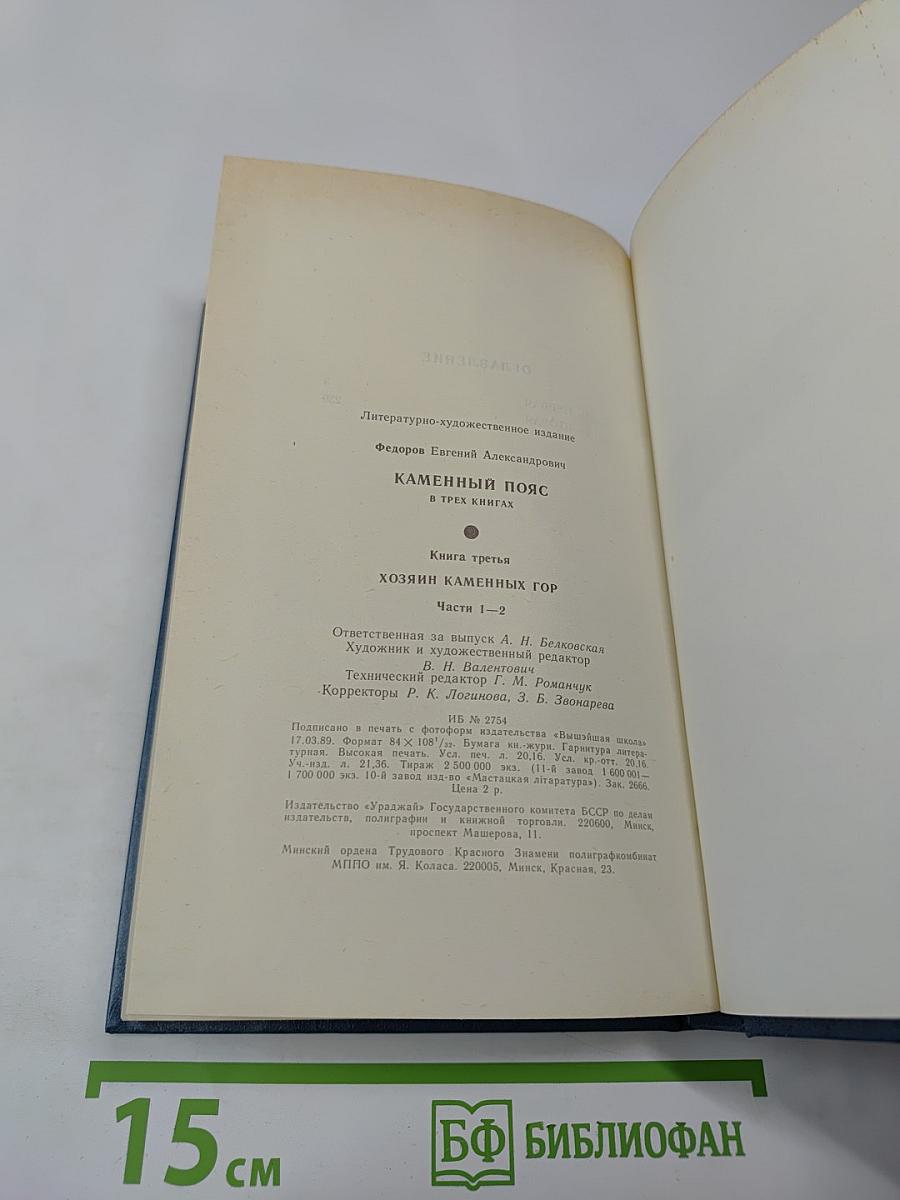 ОГЛАВЛЕНИЕ
3
230
Литературно-художественное издание
Федоров Евгений Александрович
КАМЕННЫЙ ПОЯС
В ТРЕХ КНИГАХ
Книга третья
ХОЗЯИН КАМЕННЫХ ГОР
Части 1—2
Ответственная за выпуск А. Н. Белковская
Художник и художественный редактор
В. Н. Валентович
Технический редактор Г. М. Романчук
Корректоры Р. К. Логинова, З. Б. Звонарева
ИБ № 2754
Подписано в печать с фотоформ издательства «Вышэйшая школа»
17.03.89. Формат 84 × 108¹/₃₂. Бумага кн.-журн. Гарнитура литера-
турная. Высокая печать. Усл. печ. л. 20,16. Усл. кр.-отт. 20,16.
Уч.-изд. л. 21,36. Тираж 2 500 000 экз. (11-й завод 1 600 001—
1 700 000 экз. 10-й завод изд-во «Мастацкая літаратура»). Зак. 2666.
Цена 2 р.
Издательство «Ураджай» Государственного комитета БССР по делам
издательств, полиграфии и книжной торговли. 220600, Минск,
проспект Машерова, 11.
Минский ордена Трудового Красного Знамени полиграфкомбинат
МППО им. Я. Коласа. 220005, Минск, Красная, 23.
15 см
БФ БИБЛИОФАН